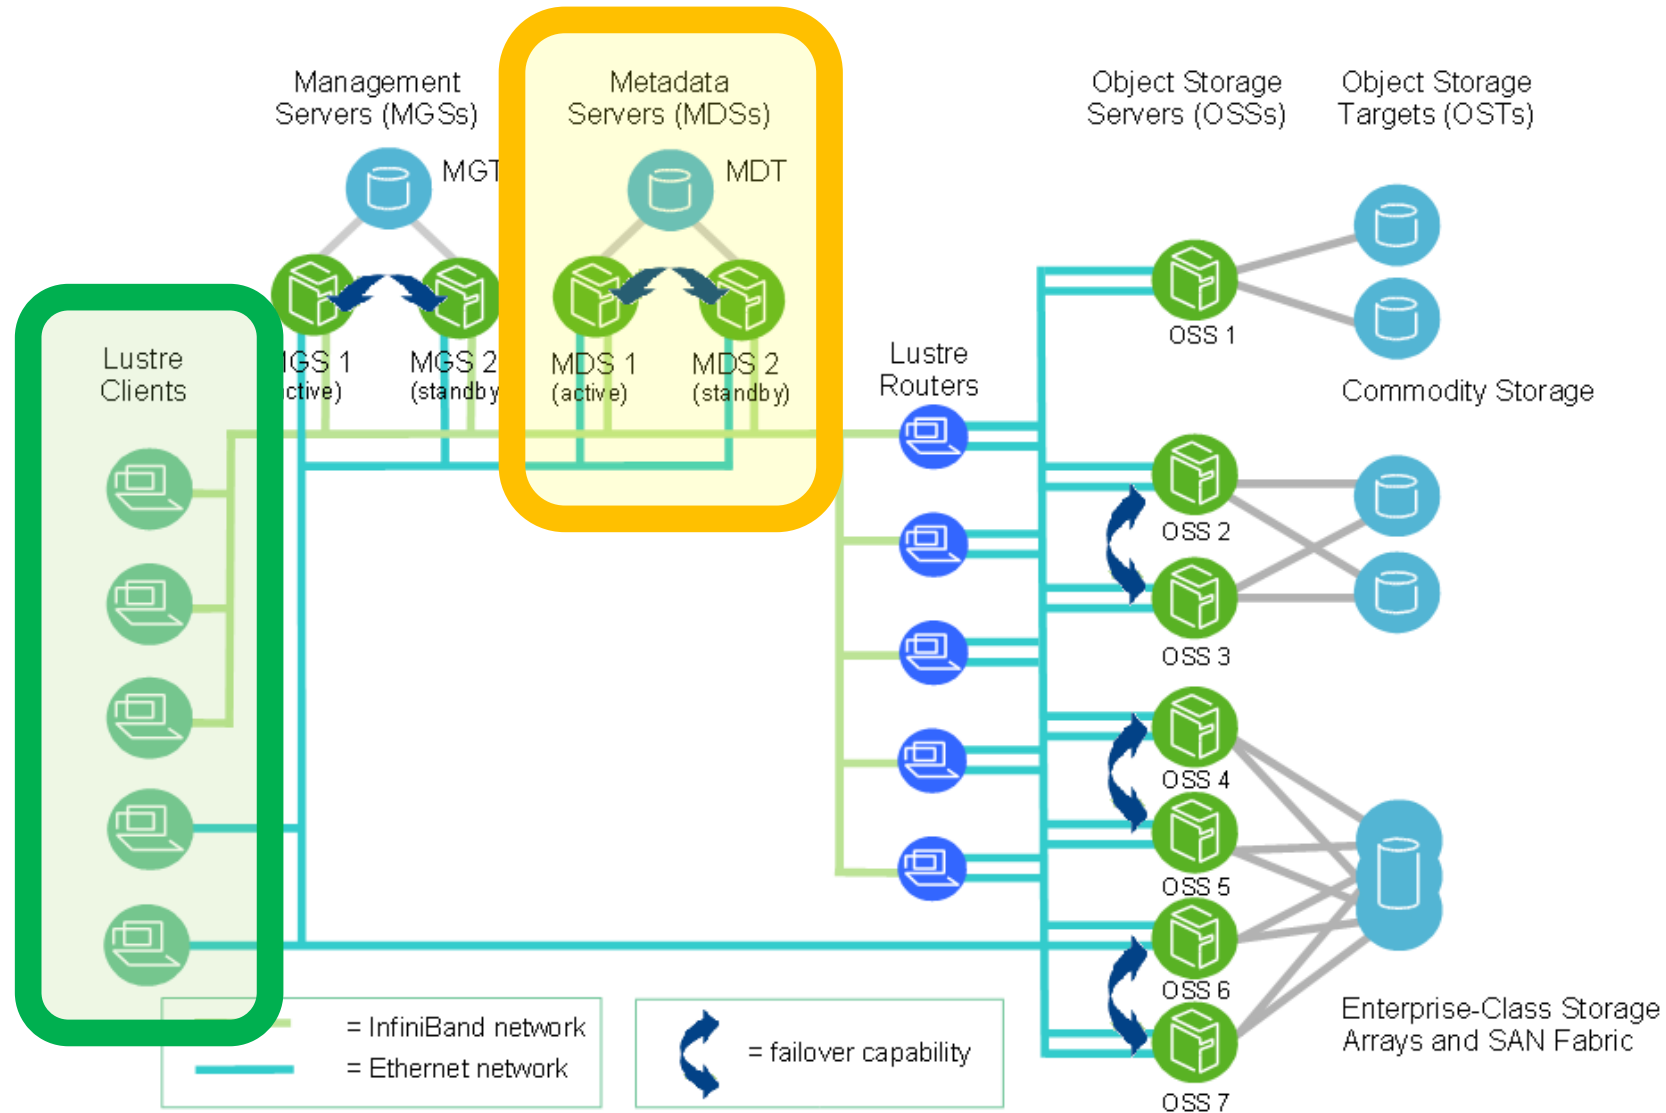 Management
Servers (MGSs)
Metadata
Servers (MDSs)
Object Storage
Servers (OSSs)
Object Storage
Targets (OSTs)
MGT
MDT
Lustre
Clients
GS 1
ctive)
MGS 2
(standby
MDS 1
(active)
MDS 2
(standby)
Lustre
Routers
OSS 1
Commodity Storage
OSS 2
OSS 3
OSS 4
OSS 5
OSS 6
OSS 7
Enterprise-Class Storage
Arrays and SAN Fabric
= InfiniBand network
= Ethernet network
= failover capability